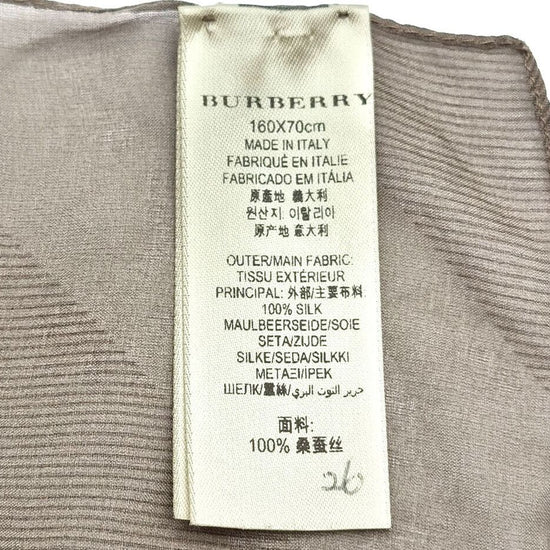 BURBERRY
160X70cm
MADE IN ITALY
FABRIQUÉ EN ITALIE
FABRICADO EM ITÁLIA
原產地 義大利
원산지: 이탈리아
原产地 意大利
OUTER/MAIN FABRIC:
TISSU EXTÉRIEUR
PRINCIPAL: 外部/主要布料
100% SILK
MAULBEERSEIDE/SOIE
SETA/ZIJDE
SILKE/SEDA/SILKKI
ΜΕΤΑΞΙ/İPEK
ШЕЛК/蠶絲/حرير التوت البري
面料:
100% 桑蚕丝
26